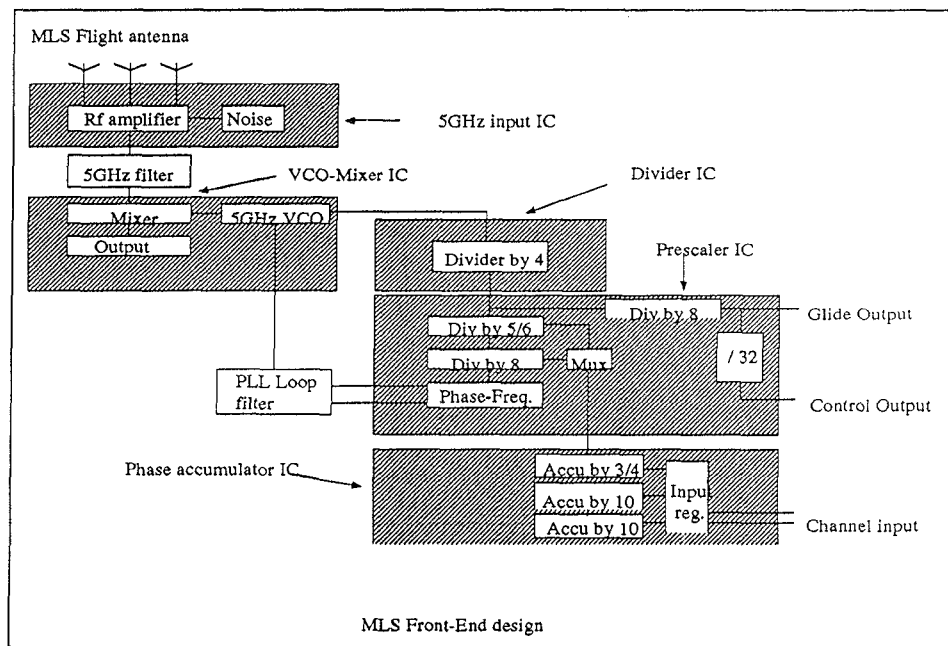 MLS Flight antenna
Rf amplifier
Noise
5GHz input IC
5GHz filter
VCO-Mixer IC
Divider IC
Mixer
5GHz VCO
Output
Divider by 4
Prescaler IC
Div by 8
Glide Output
Div by 5/6
/ 32
Div by 8
Mux
PLL Loop
filter
Phase-Freq.
Control Output
Phase accumulator IC
Accu by 3/4
Accu by 10
Input
reg.
Accu by 10
Channel input
MLS Front-End design